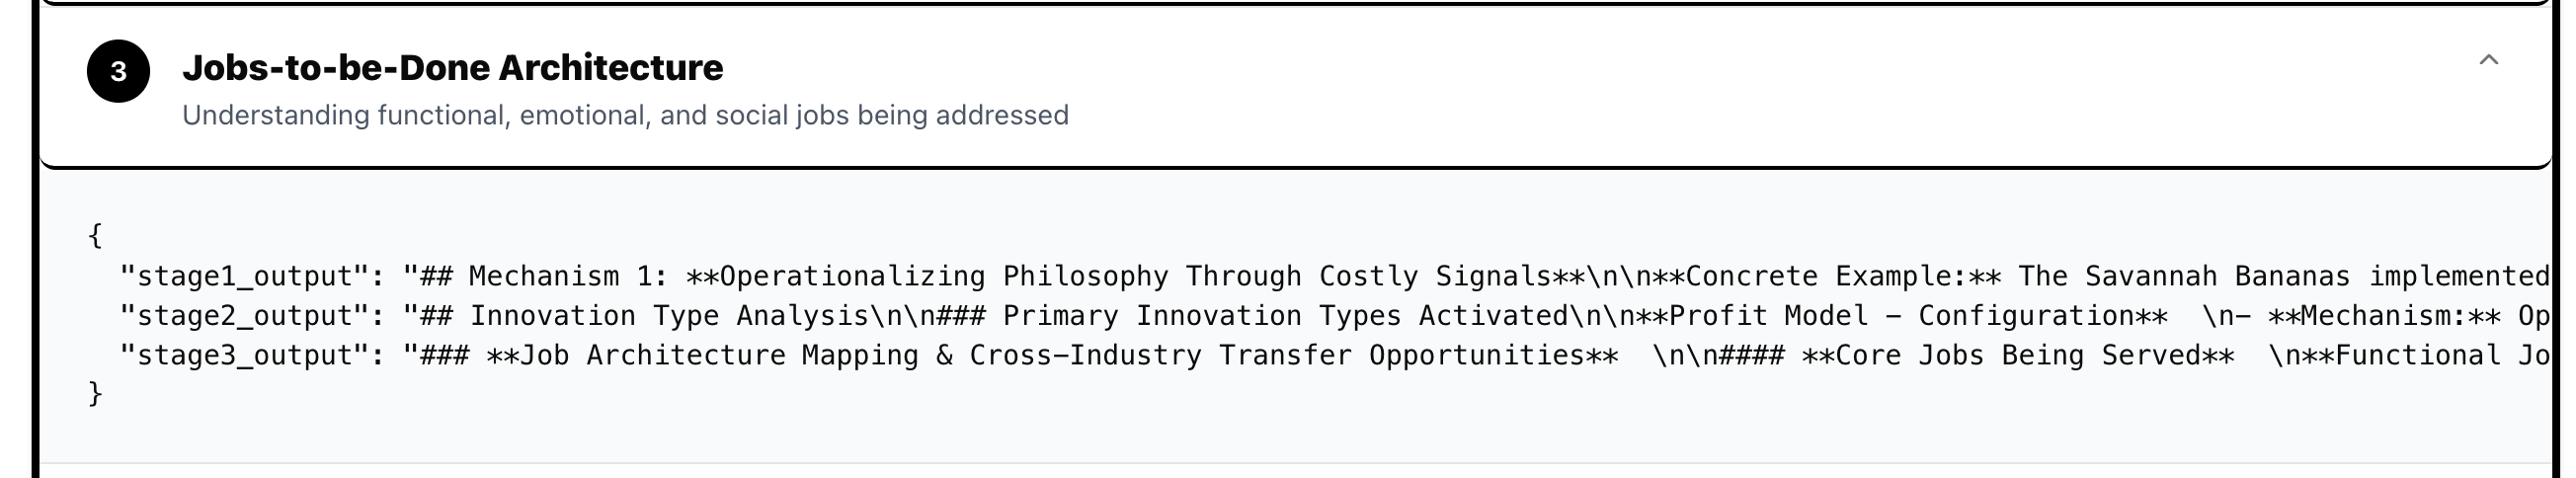 3
Jobs-to-be-Done Architecture
Understanding functional, emotional, and social jobs being addressed
{
"stage1_output": "## Mechanism 1: **Operationalizing Philosophy Through Costly Signals**\n\n**Concrete Example:** The Savannah Bananas implemented
"stage2_output": "## Innovation Type Analysis\n\n### Primary Innovation Types Activated\n\n**Profit Model – Configuration**  \n– **Mechanism:** Op
"stage3_output": "### **Job Architecture Mapping & Cross–Industry Transfer Opportunities**  \n\n#### **Core Jobs Being Served**  \n**Functional Jo
}